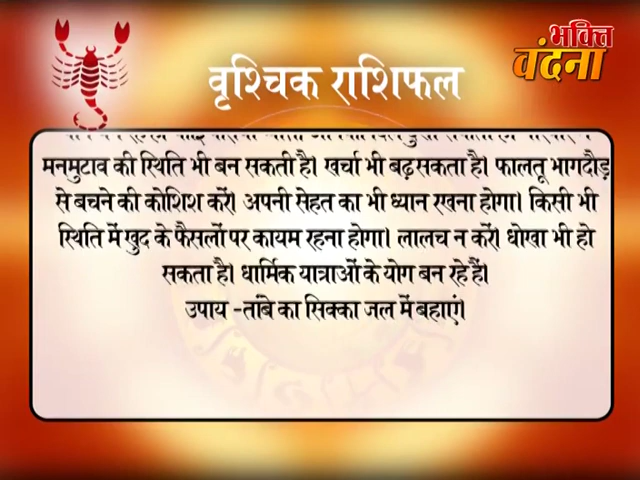 भक्ति
वंदना
वृश्चिक राशिफल
मनमुटाव की स्थिति भी बन सकती है। खर्चा भी बढ़ सकता है। फालतू भागदौड़
से बचने की कोशिश करें। अपनी सेहत का भी ध्यान रखना होगा। किसी भी
स्थिति में खुद के फैसलों पर कायम रहना होगा। लालच न करें। धोखा भी हो
सकता है। धार्मिक यात्राओं के योग बन रहे हैं।
उपाय -तांबे का सिक्का जल में बहाएं।